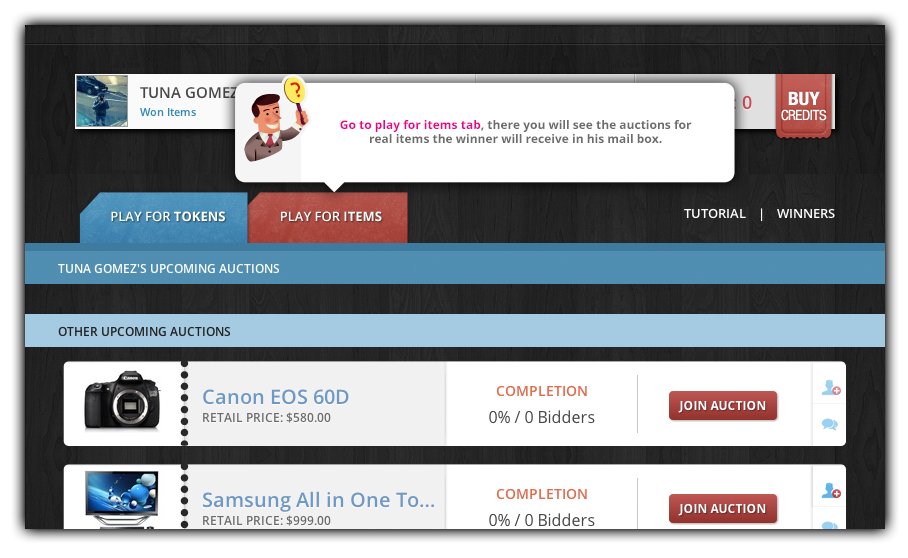 TUNA GOMEZ
Won Items
: 0
BUY
CREDITS
?
Go to play for items tab, there you will see the auctions for
real items the winner will receive in his mail box.
PLAY FOR TOKENS
PLAY FOR ITEMS
TUTORIAL | WINNERS
TUNA GOMEZ'S UPCOMING AUCTIONS
OTHER UPCOMING AUCTIONS
Canon
Canon EOS 60D
RETAIL PRICE: $580.00
COMPLETION
0% / 0 Bidders
JOIN AUCTION
Samsung All in One To...
RETAIL PRICE: $999.00
COMPLETION
0% / 0 Bidders
JOIN AUCTION